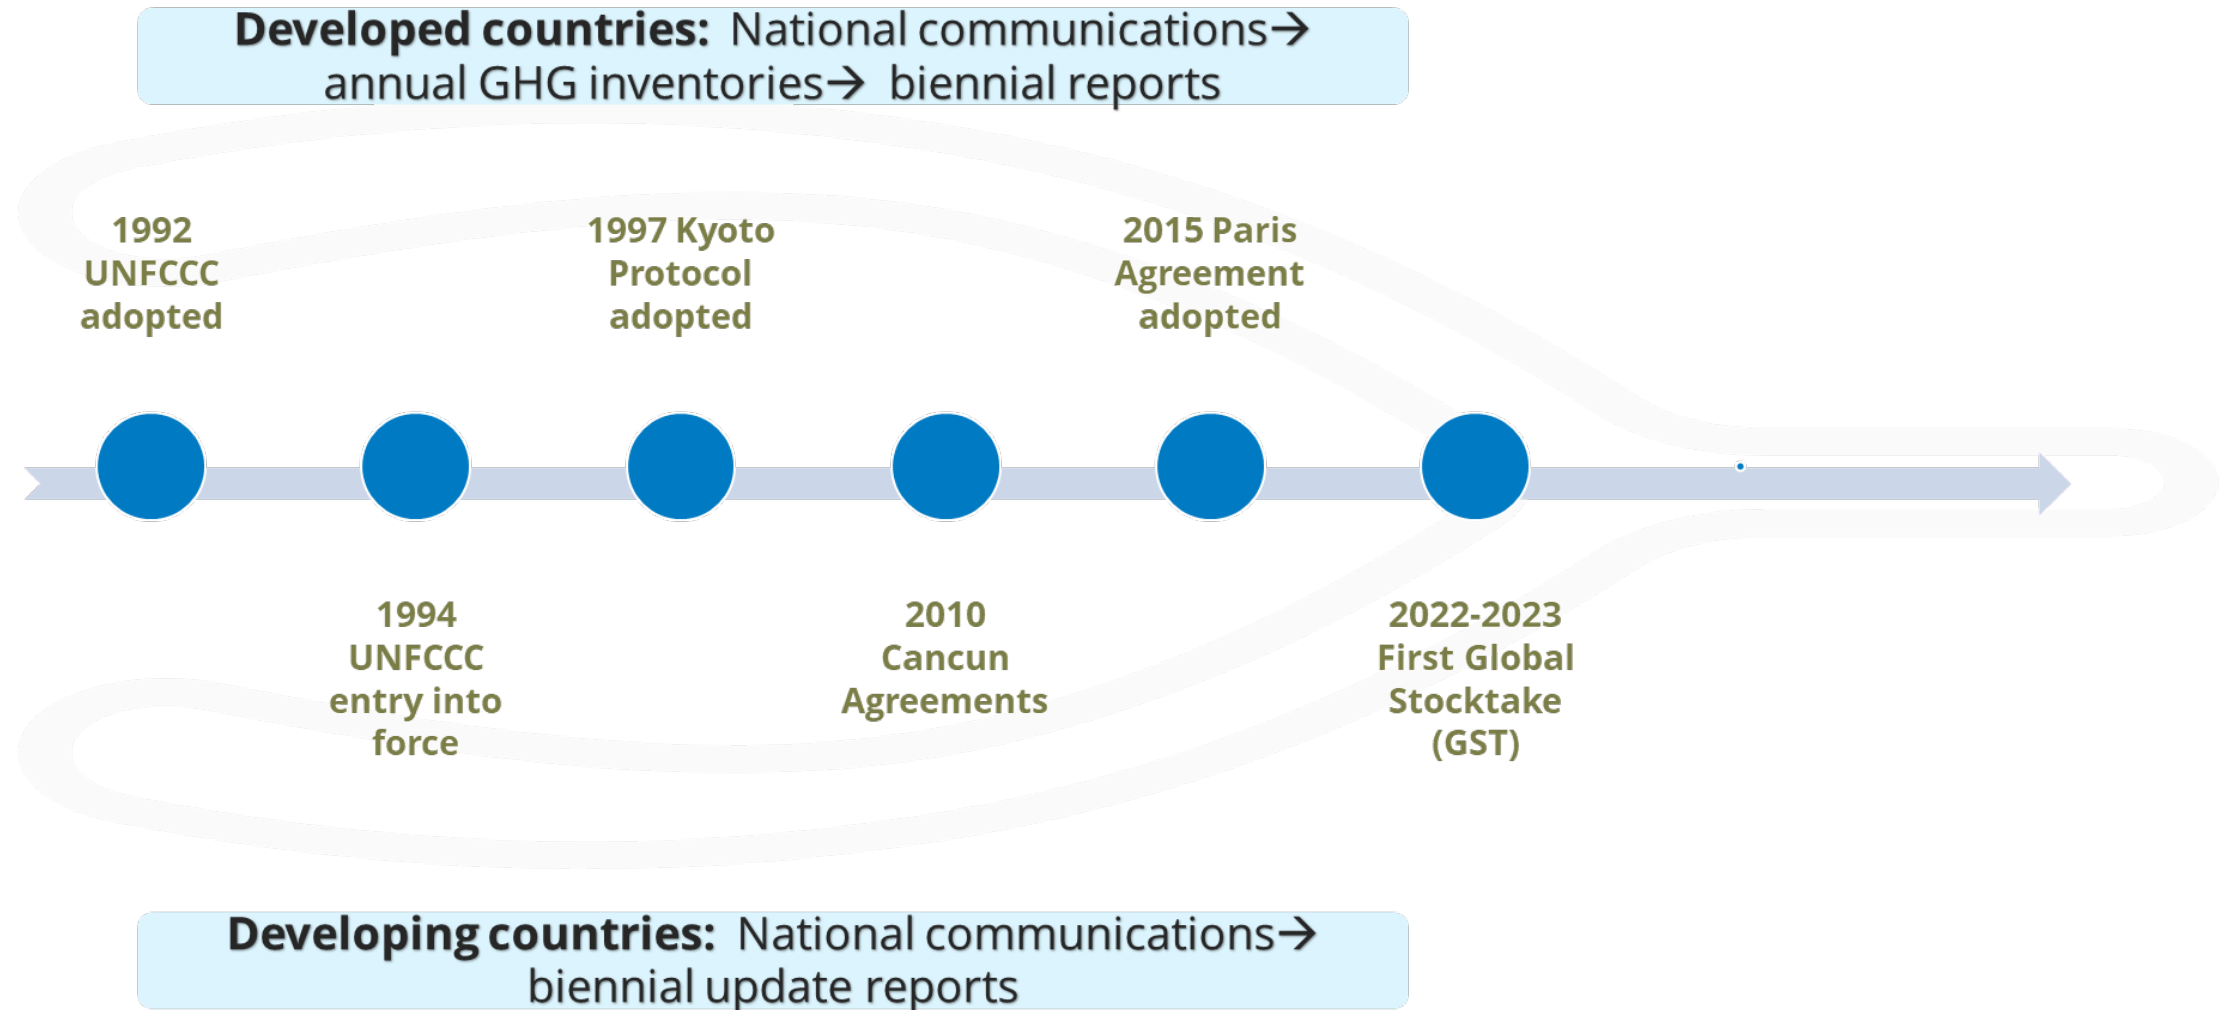 Developed countries: National communications→
annual GHG inventories→ biennial reports
1992
UNFCCC
adopted
1997 Kyoto
Protocol
adopted
2015 Paris
Agreement
adopted
1994
UNFCCC
entry into
force
2010
Cancun
Agreements
2022-2023
First Global
Stocktake
(GST)
Developing countries: National communications→
biennial update reports